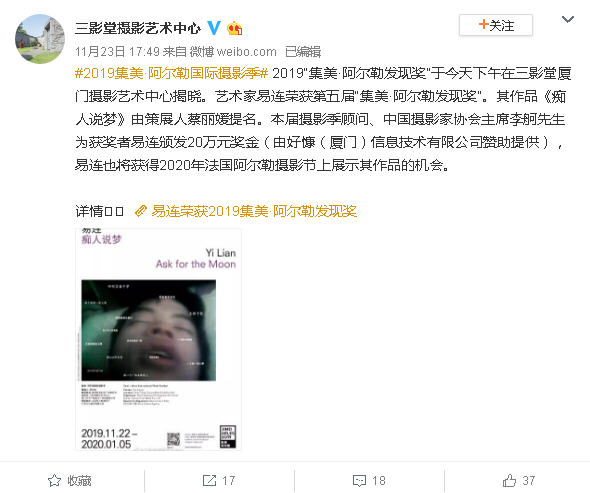 三影堂摄影艺术中心
+关注
11月23日 17:49 来自 微博 weibo.com 已编辑
#2019集美·阿尔勒国际摄影季# 2019“集美·阿尔勒发现奖”于今天下午在三影堂厦
门摄影艺术中心揭晓。艺术家易连荣获第五届“集美·阿尔勒发现奖”。其作品《痴
人说梦》由策展人蔡丽媛提名。本届摄影季顾问、中国摄影家协会主席李舸先生
为获奖者易连颁发20万元奖金（由好慷（厦门）信息技术有限公司赞助提供），
易连也将获得2020年法国阿尔勒摄影节上展示其作品的机会。
详情 易连荣获2019集美·阿尔勒发现奖
易连
痴人说梦
Yi Lian
Ask for the Moon
2019.11.22–
2020.01.05
收藏
17
18
37